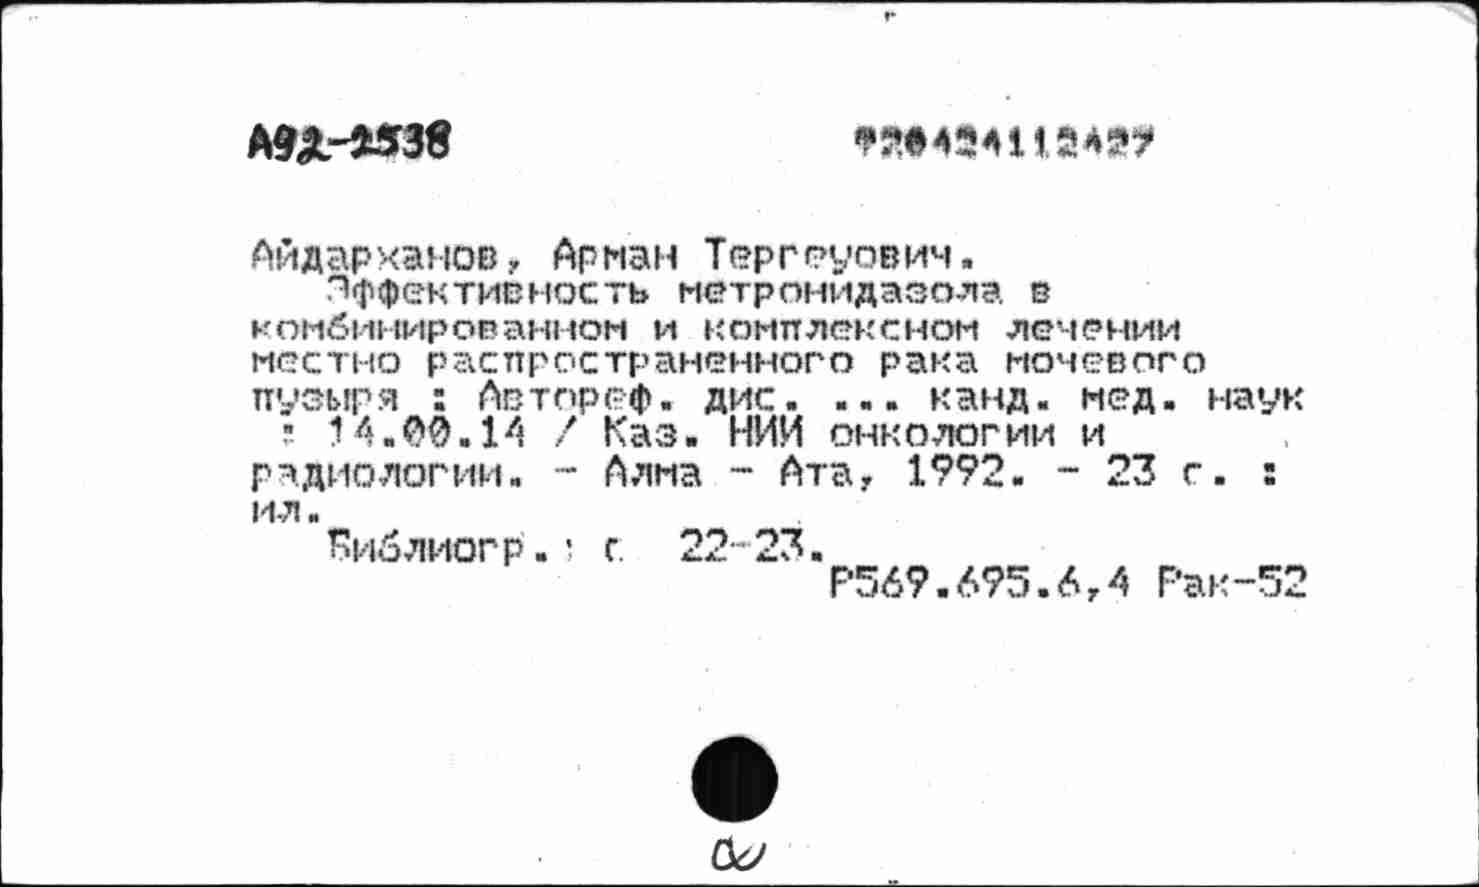 А92-2538
920424112427
Айдарханов, Арман Тергеуович.
Эффективность метронидазола в
комбинированном и комплексном лечении
местно распространенного рака мочевого
пузыря : Автореф. дис. ... канд. мед. наук
: 14.00.14 / Каз. НИИ онкологии и
радиологии. - Алма - Ата, 1992. - 23 с. :
ил.
Библиогр.: с 22-23.
Р569.695.6,4 Рак-52